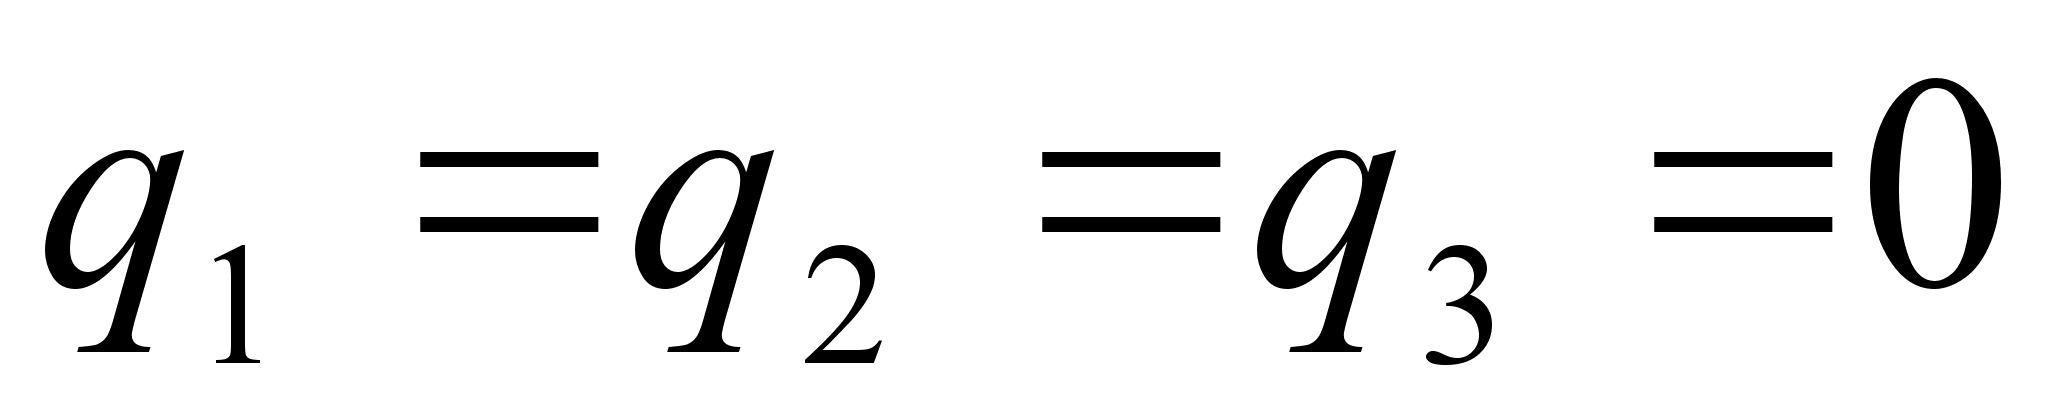 q₁ = q₂ = q₃ = 0